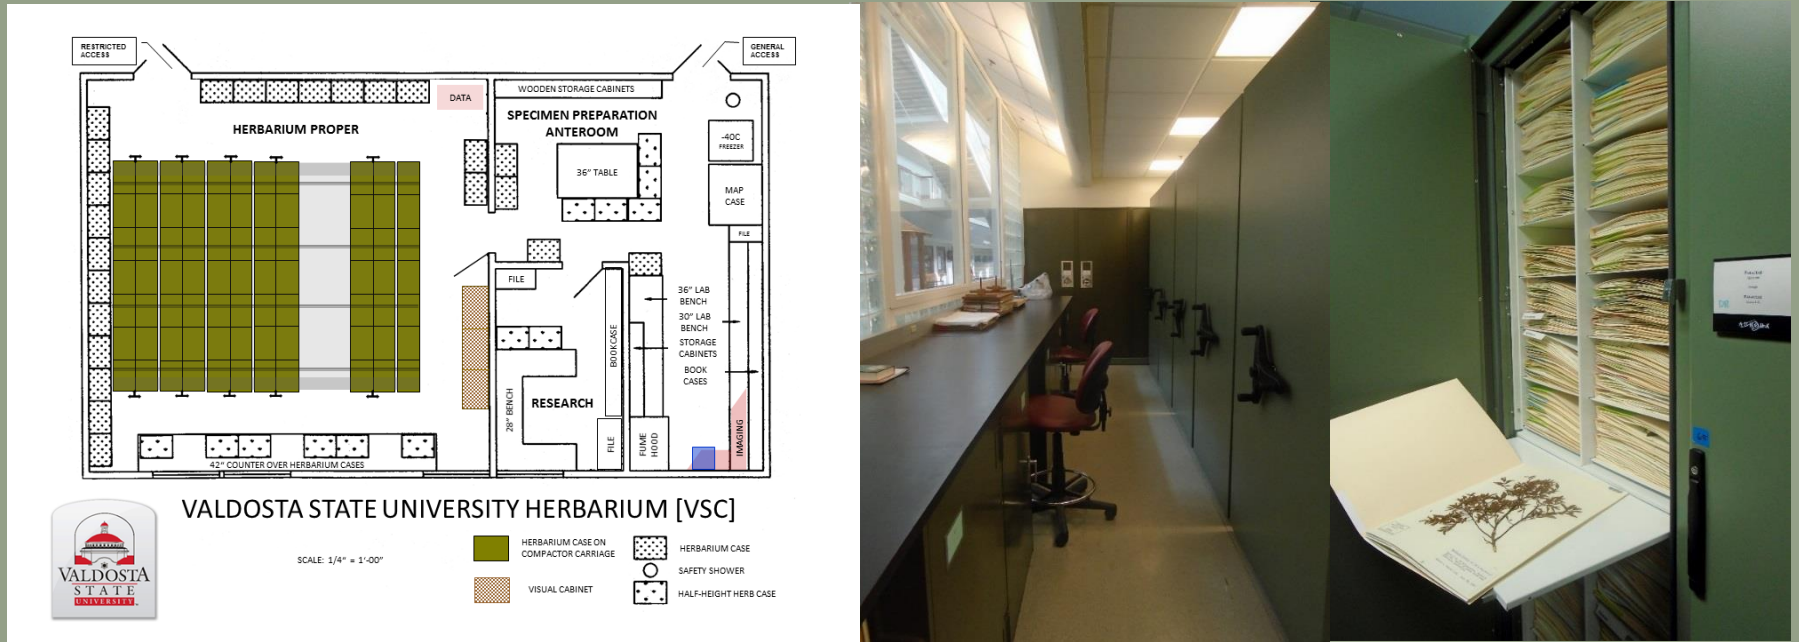 RESTRICTED
ACCESS
GENERAL
ACCESS
DATA
WOODEN STORAGE CABINETS
HERBARIUM PROPER
SPECIMEN PREPARATION
ANTEROOM
-40C
FREEZER
36” TABLE
MAP
CASE
FILE
FILE
36” LAB
BENCH
30” LAB
BENCH
STORAGE
CABINETS
BOOK
CASES
BOOKCASE
RESEARCH
28” BENCH
FILE
FUME
HOOD
IMAGING
42” COUNTER OVER HERBARIUM CASES
VALDOSTA STATE UNIVERSITY HERBARIUM [VSC]
SCALE: 1/4” = 1’-00”
HERBARIUM CASE ON
COMPACTOR CARRIAGE
VISUAL CABINET
HERBARIUM CASE
SAFETY SHOWER
HALF-HEIGHT HERB CASE
VALDOSTA
STATE
UNIVERSITY